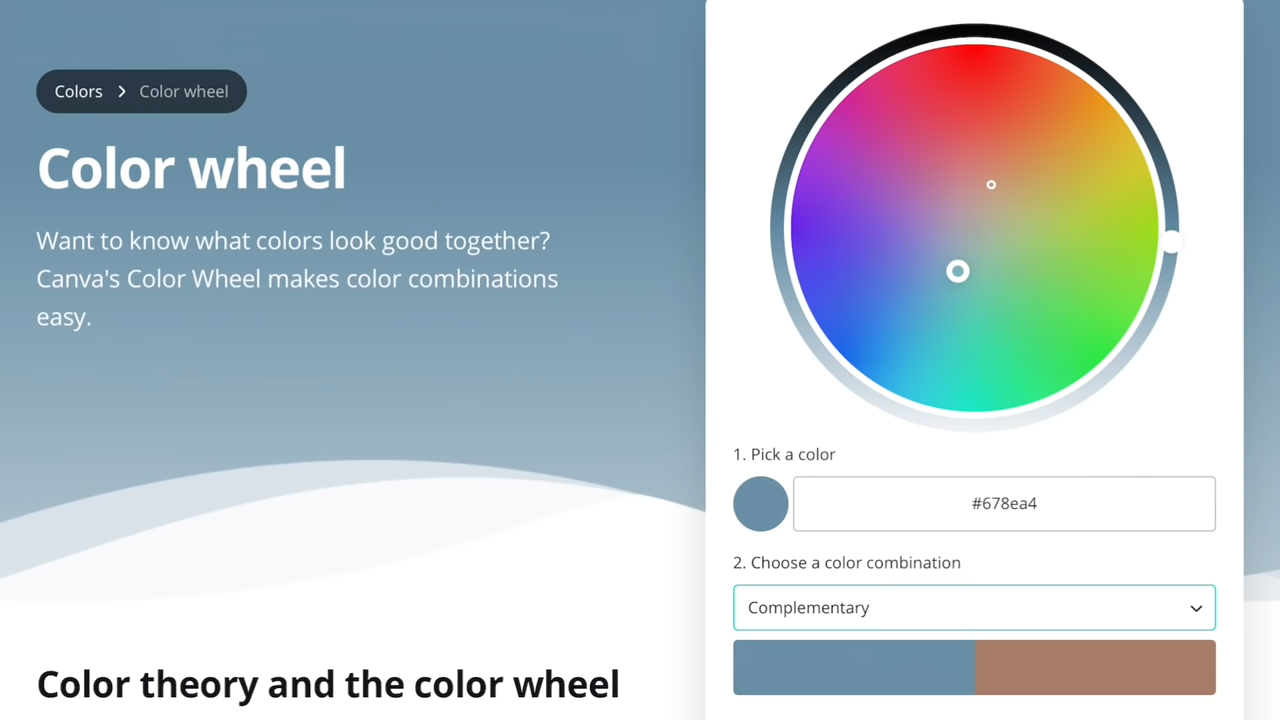 Colors > Color wheel
Color wheel
Want to know what colors look good together?
Canva's Color Wheel makes color combinations
easy.
Color theory and the color wheel
1. Pick a color
#678ea4
2. Choose a color combination
Complementary